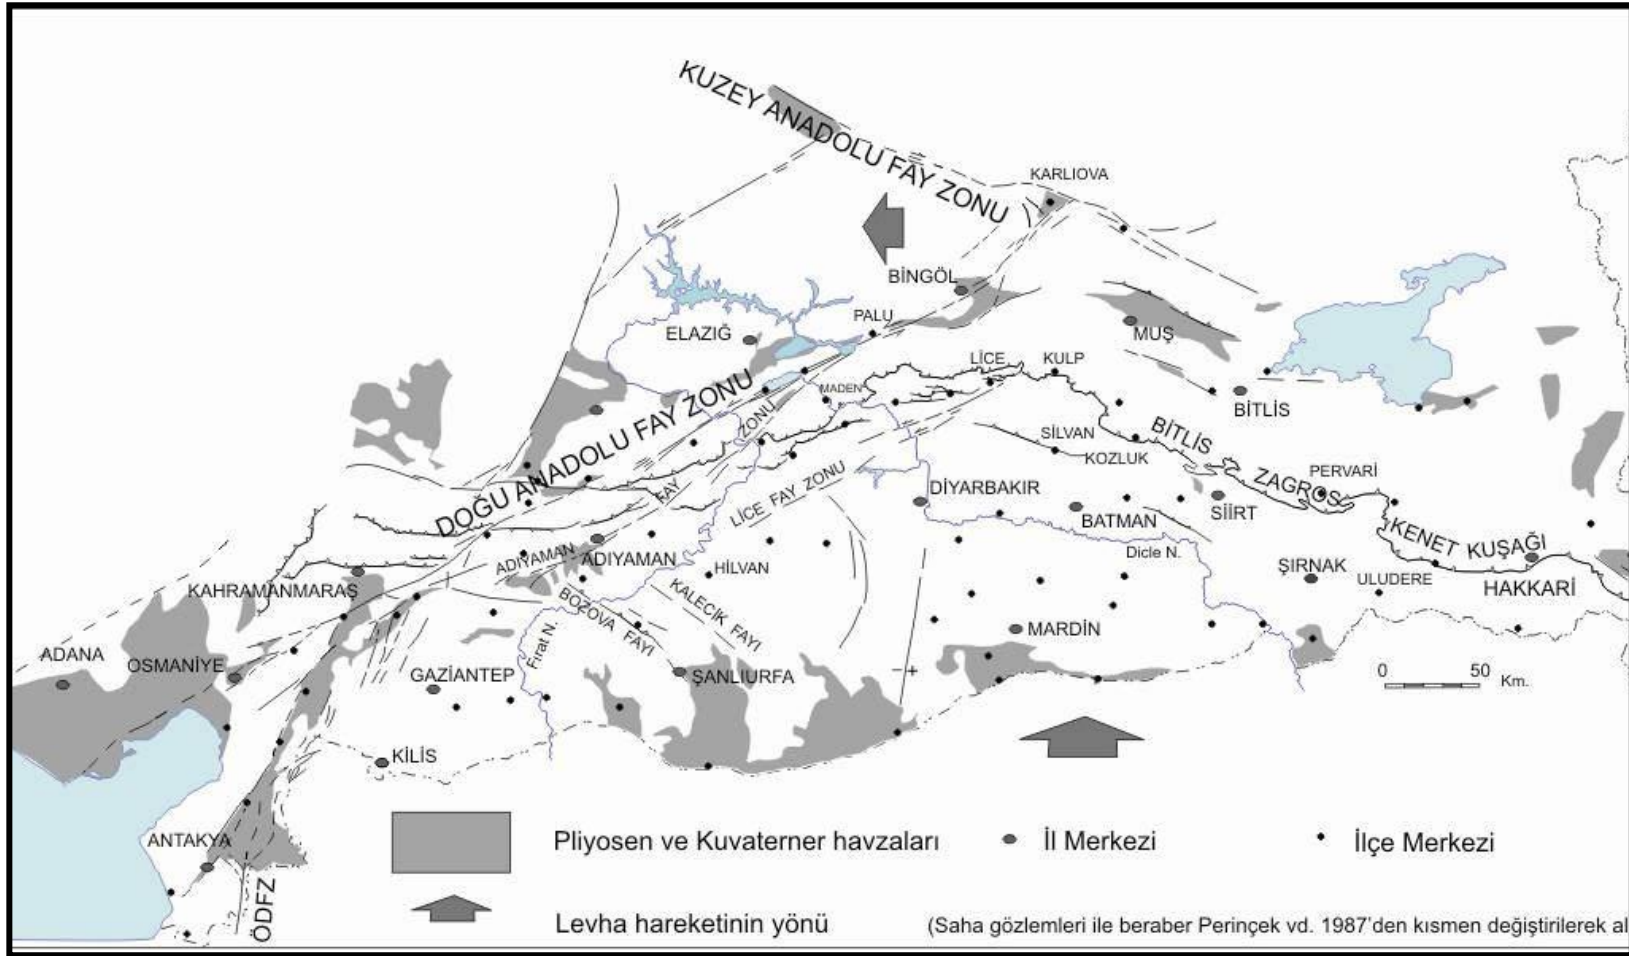 KUZEY ANADOLU FAY ZONU
KARLIOVA
BİNGÖL
PALU
ELAZIĞ
MUŞ
LİCE
KULP
MADEN
BİTLİS
DOĞU ANADOLU FAY ZONU
BİTLİS ZAGROS KENET KUŞAĞI
SİLVAN
KOZLUK
PERVARİ
DİYARBAKIR
BATMAN
SİİRT
LİCE FAY ZONU
ADIYAMAN FAY ZONU
ADIYAMAN
Dicle N.
ŞIRNAK
ULUDERE
HAKKARİ
HİLVAN
KAHRAMANMARAŞ
BOZOVA FAYI
KALECİK FAYI
MARDİN
Fırat N.
ADANA
OSMANİYE
GAZİANTEP
ŞANLIURFA
0 50 Km.
KİLİS
ANTAKYA
ÖDFZ
?
Pliyosen ve Kuvaterner havzaları
İl Merkezi
İlçe Merkezi
Levha hareketinin yönü
(Saha gözlemleri ile beraber Perinçek vd. 1987'den kısmen değiştirilerek al